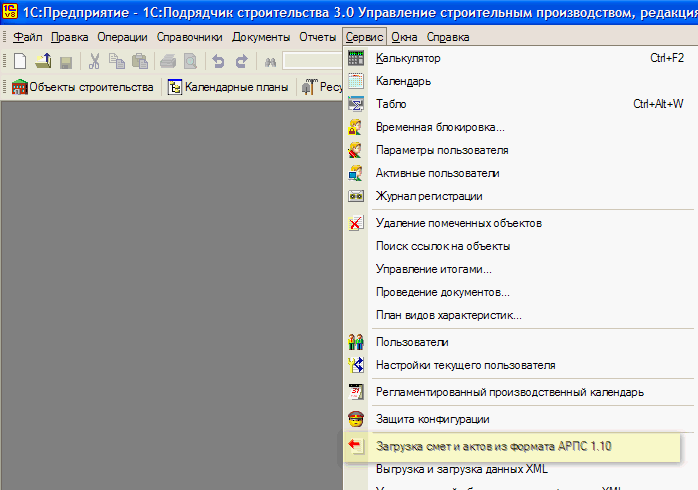 1С:Предприятие - 1С:Подрядчик строительства 3.0 Управление строительным производством, редакция
Файл Правка Операции Справочники Документы Отчеты Сервис Окна Справка
Объекты строительства Календарные планы Ресу
Калькулятор Ctrl+F2
Календарь
Табло Ctrl+Alt+W
Временная блокировка...
Параметры пользователя
Активные пользователи
Журнал регистрации
Удаление помеченных объектов
Поиск ссылок на объекты
Управление итогами...
Проведение документов...
План видов характеристик...
Пользователи
Настройки текущего пользователя
Регламентированный производственный календарь
Защита конфигурации
Загрузка смет и актов из формата АРПС 1.10
Выгрузка и загрузка данных XML